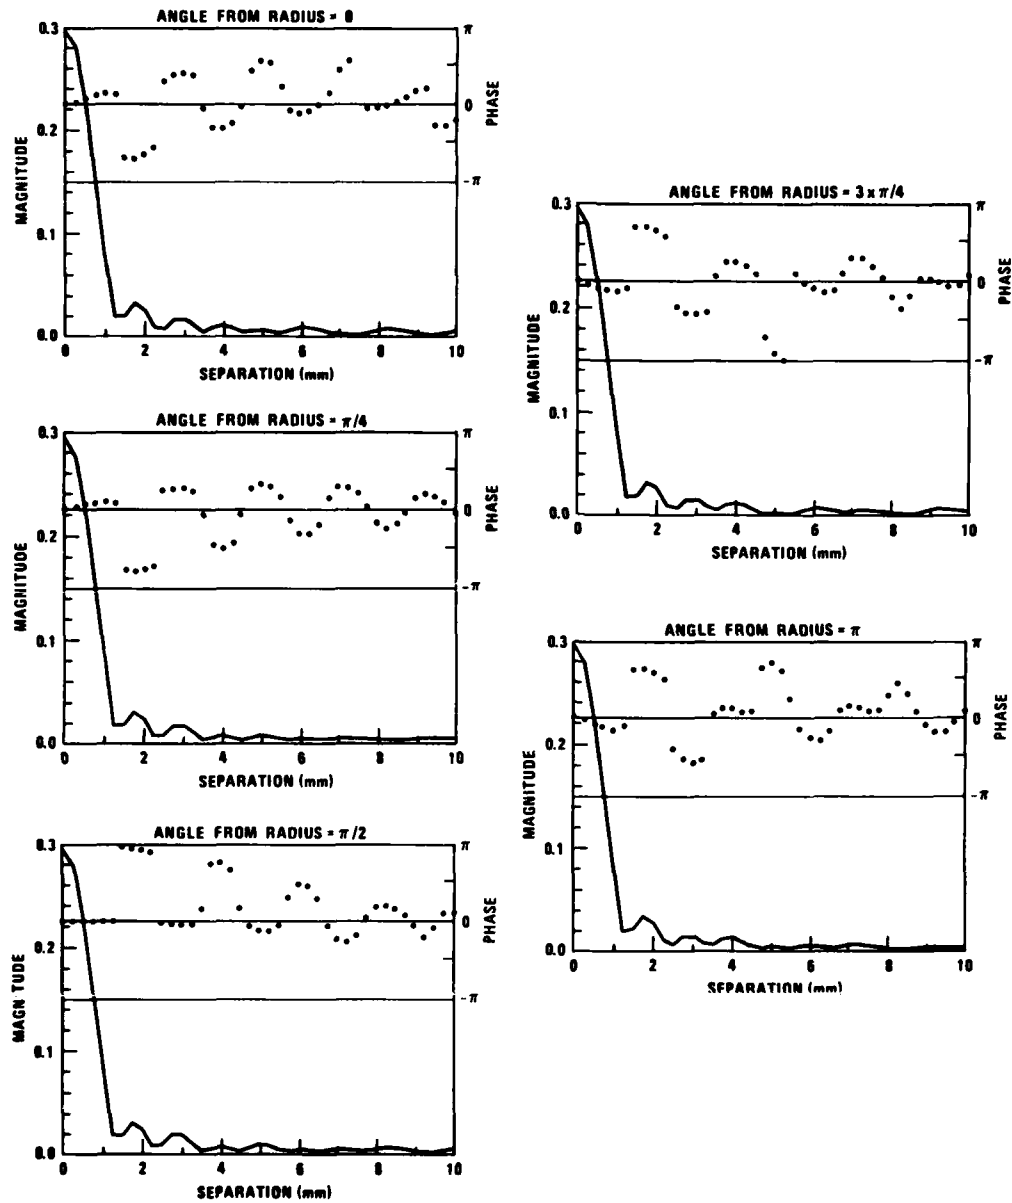 ANGLE FROM RADIUS = 0
0.3
0.2
0.1
0.0
MAGNITUDE
π
0
-π
PHASE
0 2 4 6 8 10
SEPARATION (mm)
ANGLE FROM RADIUS = π/4
0.3
0.2
0.1
0.0
MAGNITUDE
π
0
-π
PHASE
0 2 4 6 8 10
SEPARATION (mm)
ANGLE FROM RADIUS = π/2
0.3
0.2
0.1
0.0
MAGNITUDE
π
0
-π
PHASE
0 2 4 6 8 10
SEPARATION (mm)
ANGLE FROM RADIUS = 3 x π/4
0.3
0.2
0.1
0.0
MAGNITUDE
π
0
-π
PHASE
0 2 4 6 8 10
SEPARATION (mm)
ANGLE FROM RADIUS = π
0.3
0.2
0.1
0.0
MAGNITUDE
π
0
-π
PHASE
0 2 4 6 8 10
SEPARATION (mm)